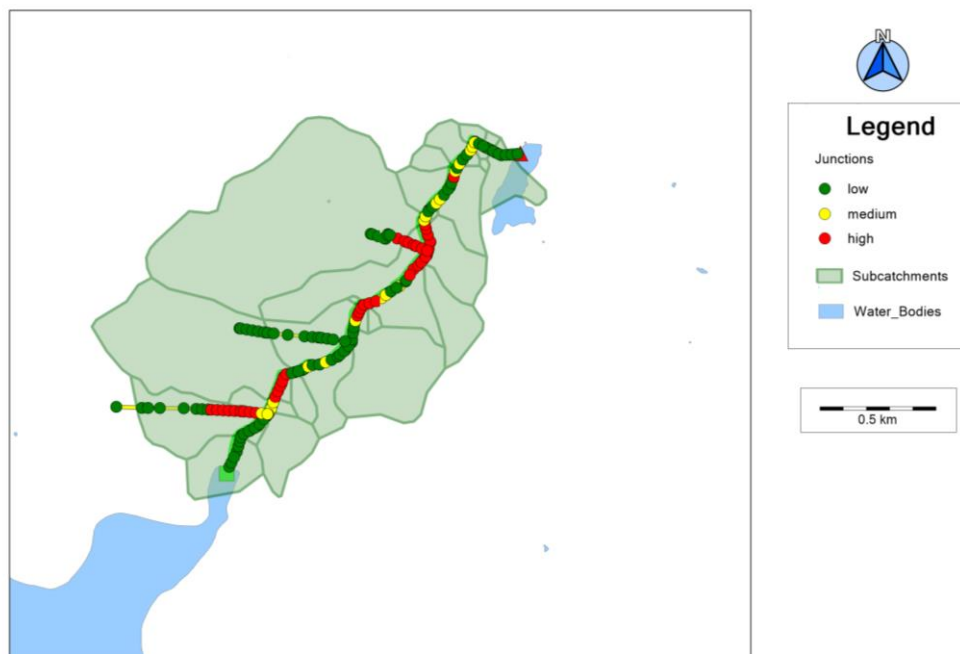 N
Legend
Junctions
low
medium
high
Subcatchments
Water_Bodies
0.5 km